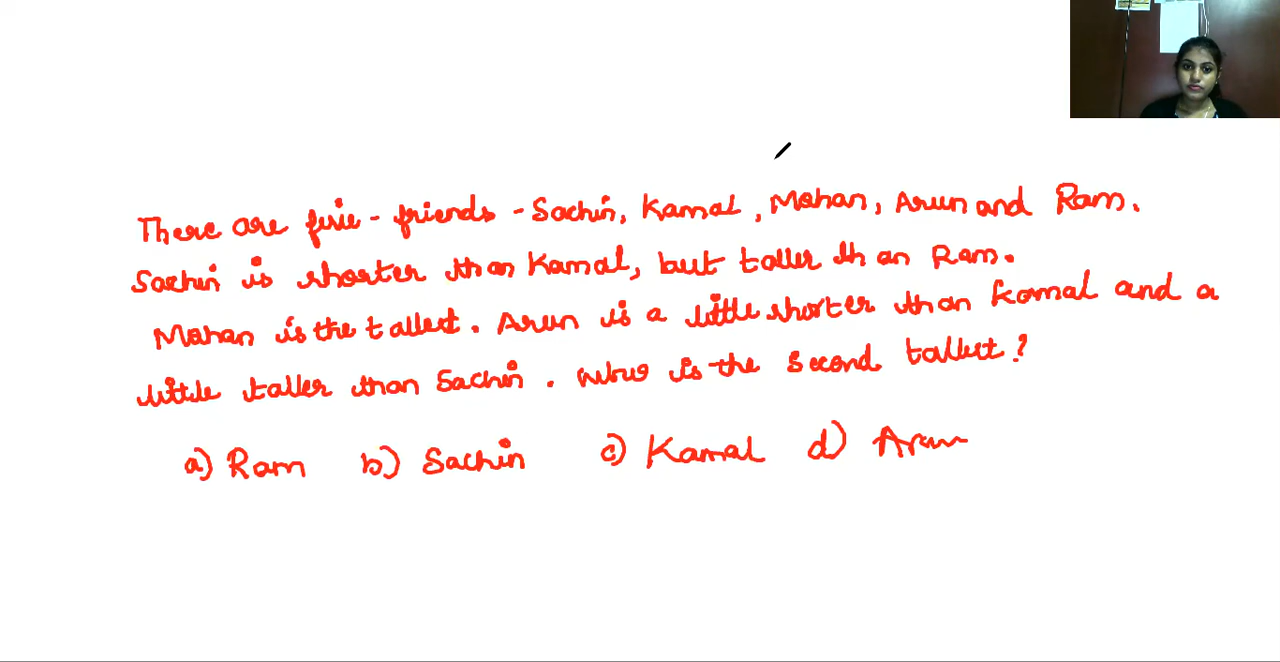 There are five - friends - Sachin, Kamal, Mohan, Arun and Ram.
Sachin is shorter than Kamal, but taller than Ram.
Mohan is the tallest. Arun is a little shorter than Kamal and a
little taller than Sachin. Who is the second tallest?
a) Ram b) Sachin c) Kamal d) Arun